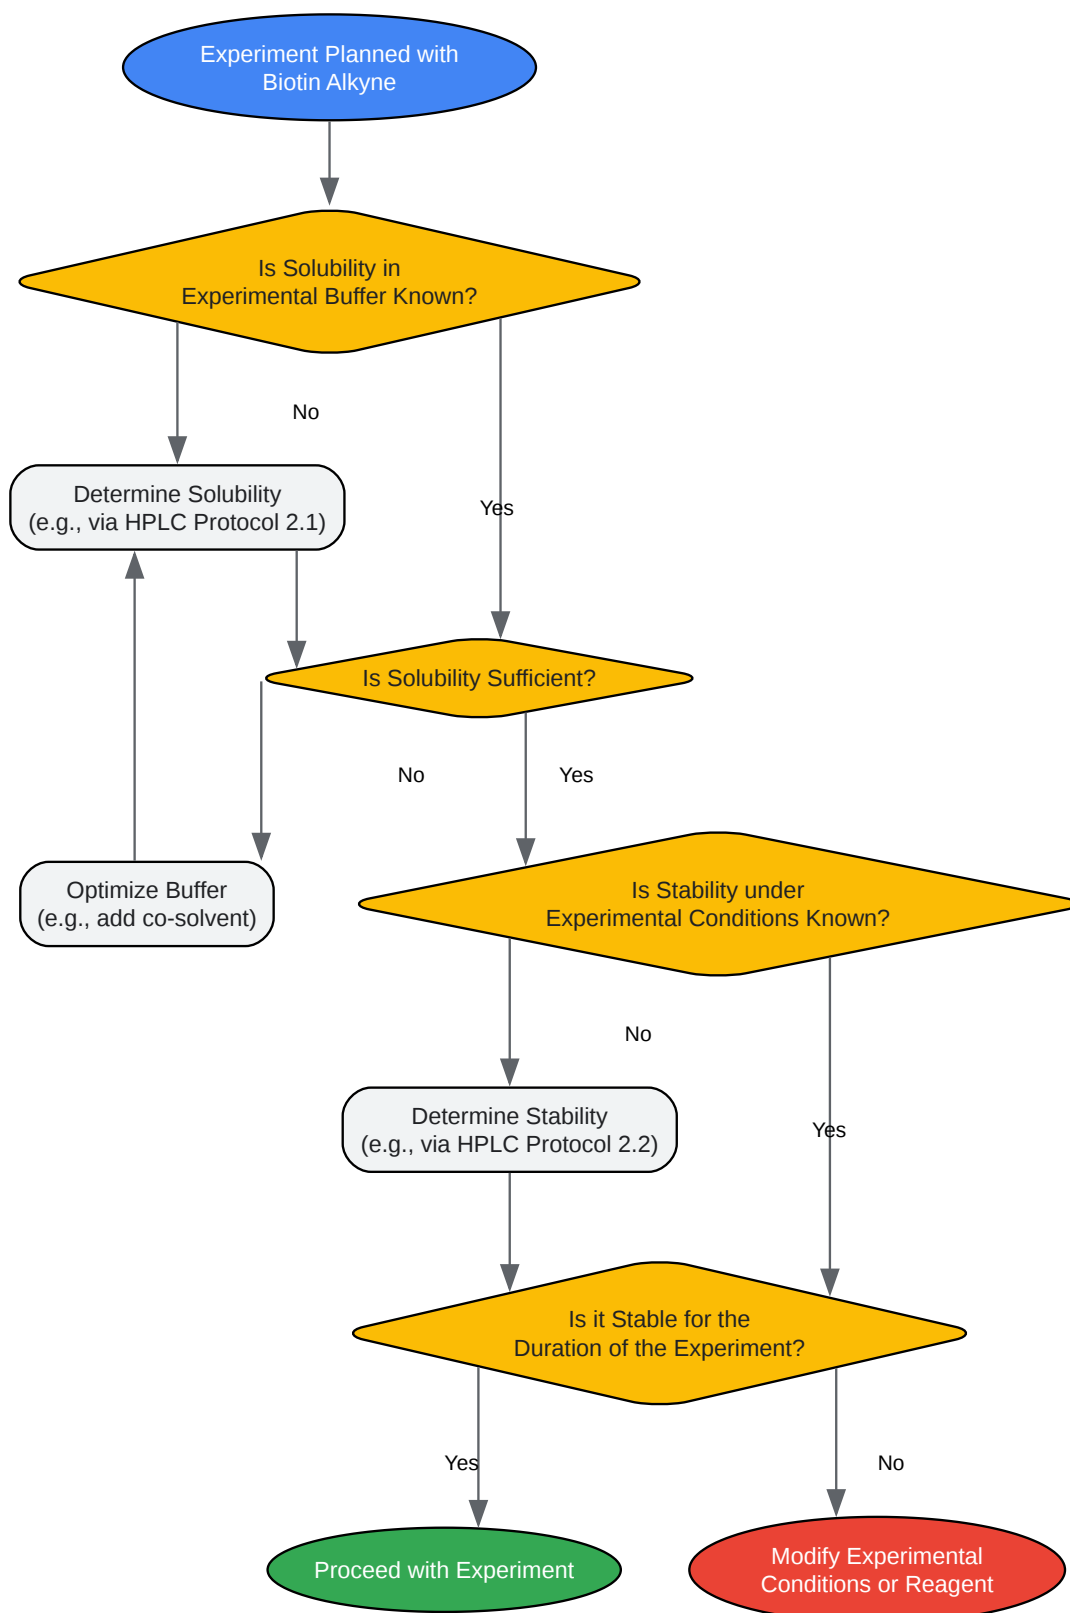 Experiment Planned with
Biotin Alkyne
Is Solubility in
Experimental Buffer Known?
No
Determine Solubility
(e.g., via HPLC Protocol 2.1)
Yes
Is Solubility Sufficient?
No
Yes
Optimize Buffer
(e.g., add co-solvent)
Is Stability under
Experimental Conditions Known?
No
Determine Stability
(e.g., via HPLC Protocol 2.2)
Yes
Is it Stable for the
Duration of the Experiment?
Yes
No
Proceed with Experiment
Modify Experimental
Conditions or Reagent